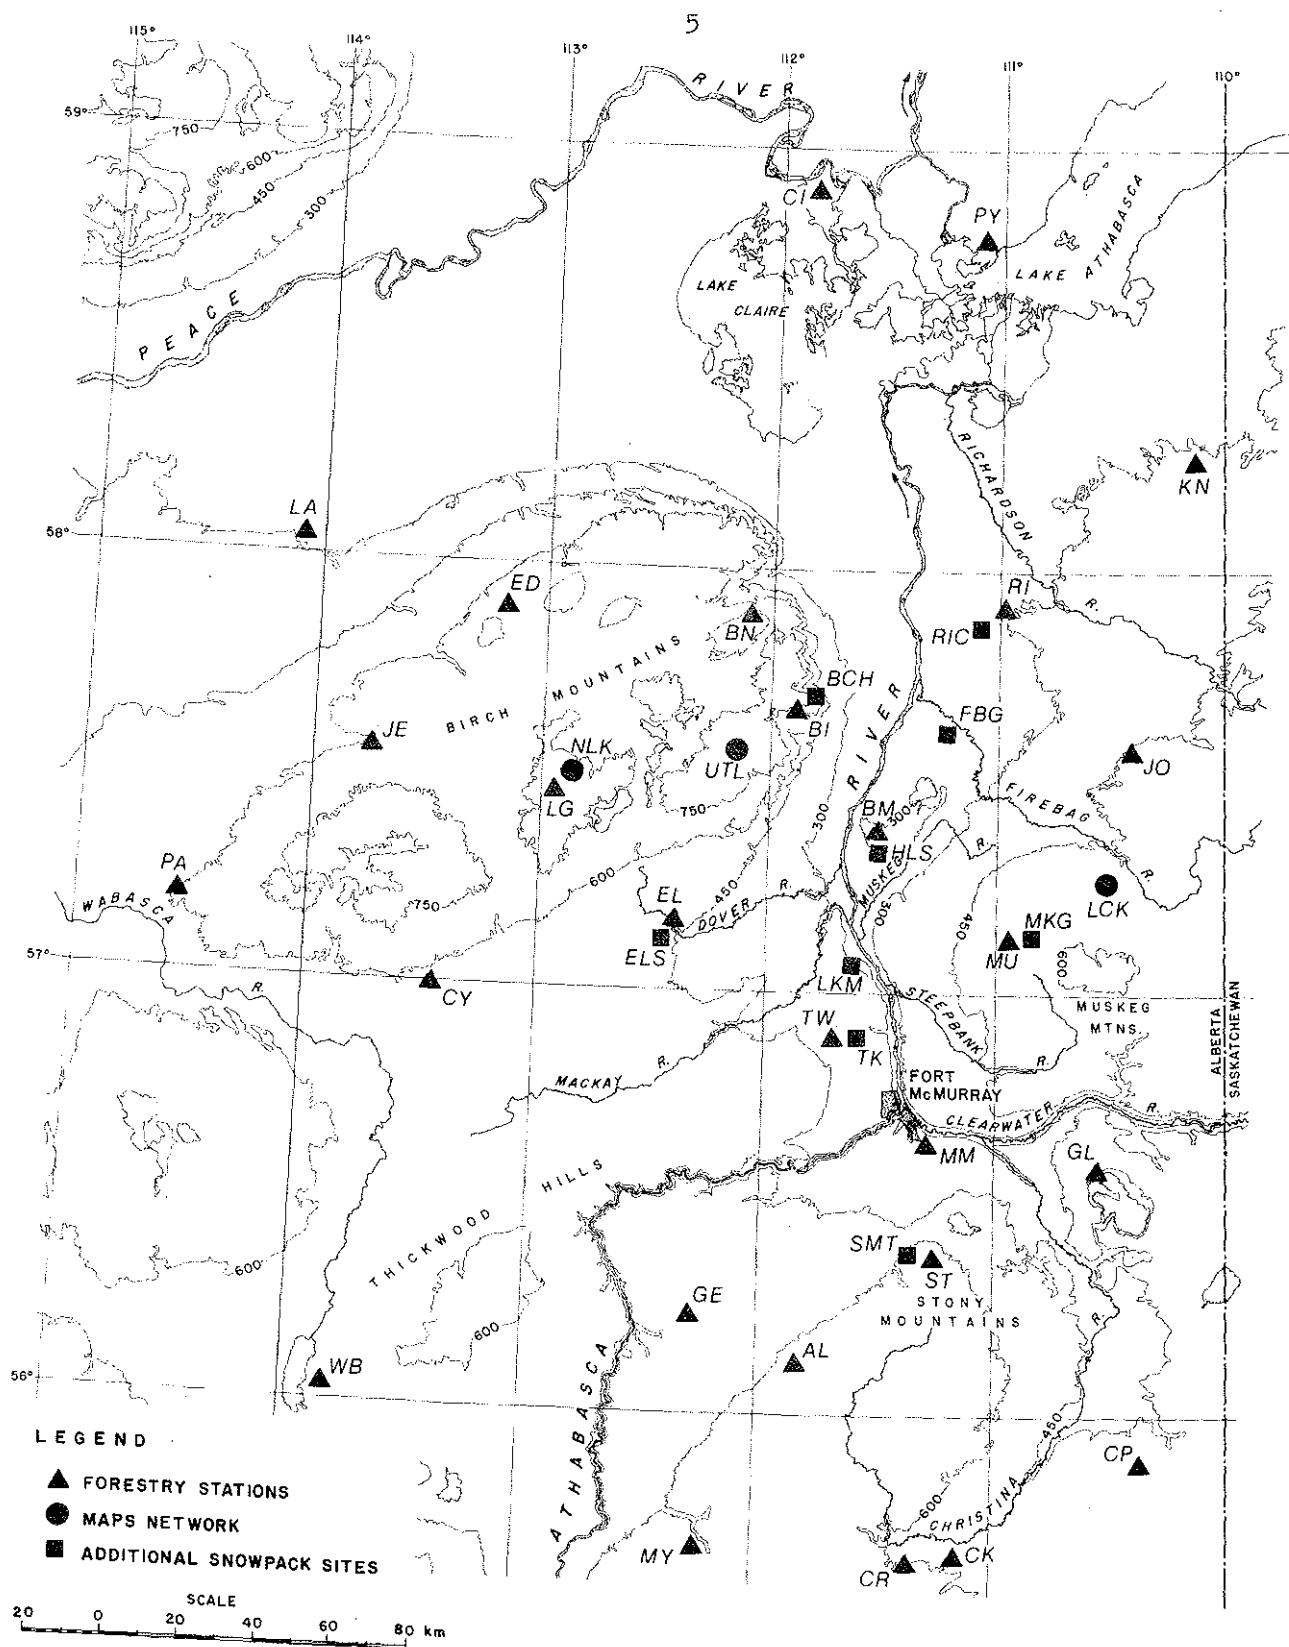 5
115°
114°
113°
112°
111°
110°
59°
750
600
450
300
RIVER
CI
PY
LAKE ATHABASCA
LAKE
CLAIRE
PEACE
RICHARDSON
R.
KN
LA
58°
ED
BN
RI
RIC
BCH
BI
BIRCH MOUNTAINS
JE
NLK
UTL
LG
750
RIVER
FBG
JO
FIREBAG
R.
300
BM
300
HLS
MUSKEG
R.
300
PA
WABASCA
R.
750
600
450
EL
DOVER R.
ELS
LCK
450
MKG
MU
600
57°
CY
LKM
STEEPBANK
R.
MUSKEG
MTNS.
TW
TK
ALBERTA
SASKATCHEWAN
MACKAY
R.
FORT
McMURRAY
CLEARWATER
R.
MM
GL
THICKWOOD HILLS
SMT
ST
STONY
MOUNTAINS
R.
600
600
GE
AL
56°
WB
ATHABASCA
450
CP
600
CHRISTINA
MY
CR
CK
LEGEND
FORESTRY STATIONS
MAPS NETWORK
ADDITIONAL SNOWPACK SITES
SCALE
20 0 20 40 60 80 km